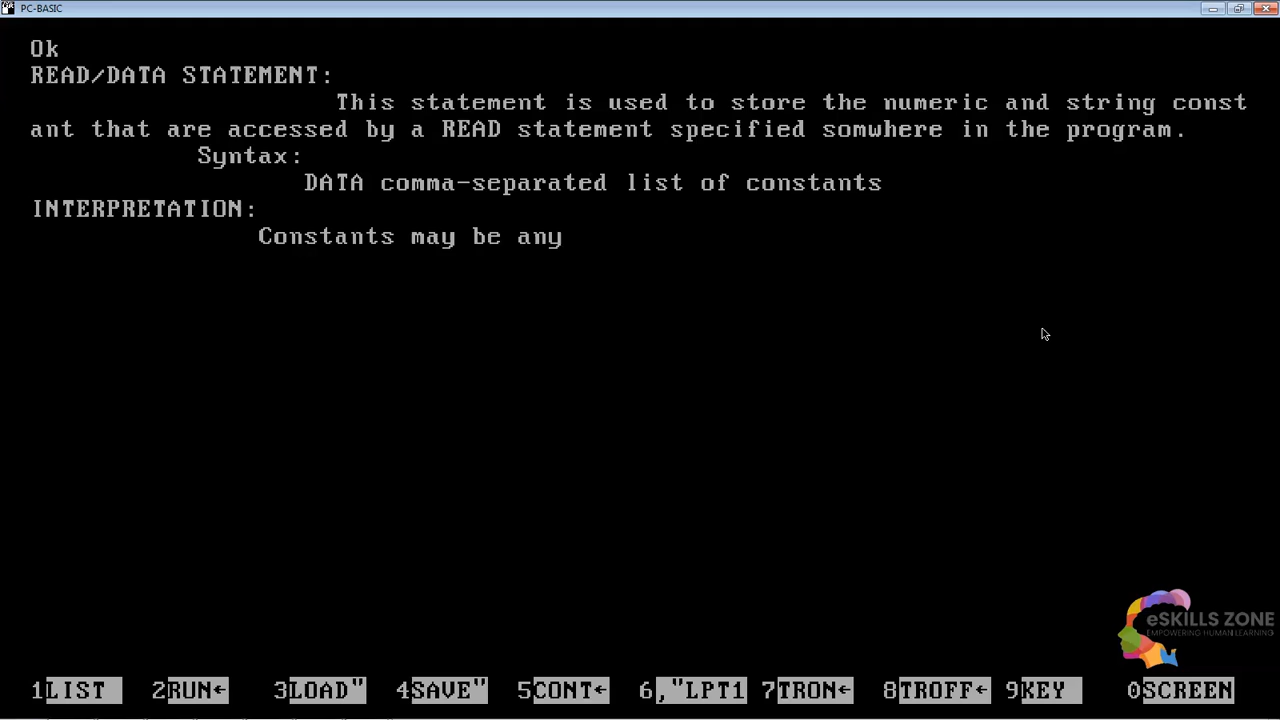 PC-BASIC
Ok
READ/DATA STATEMENT:
This statement is used to store the numeric and string const
ant that are accessed by a READ statement specified somwhere in the program.
Syntax:
DATA comma-separated list of constants
INTERPRETATION:
Constants may be any
eSKILLS ZONE
EMPOWERING HUMAN LEARNING
1LIST 2RUN← 3LOAD" 4SAVE" 5CONT← 6,"LPT1 7TRON← 8TROFF← 9KEY 0SCREEN